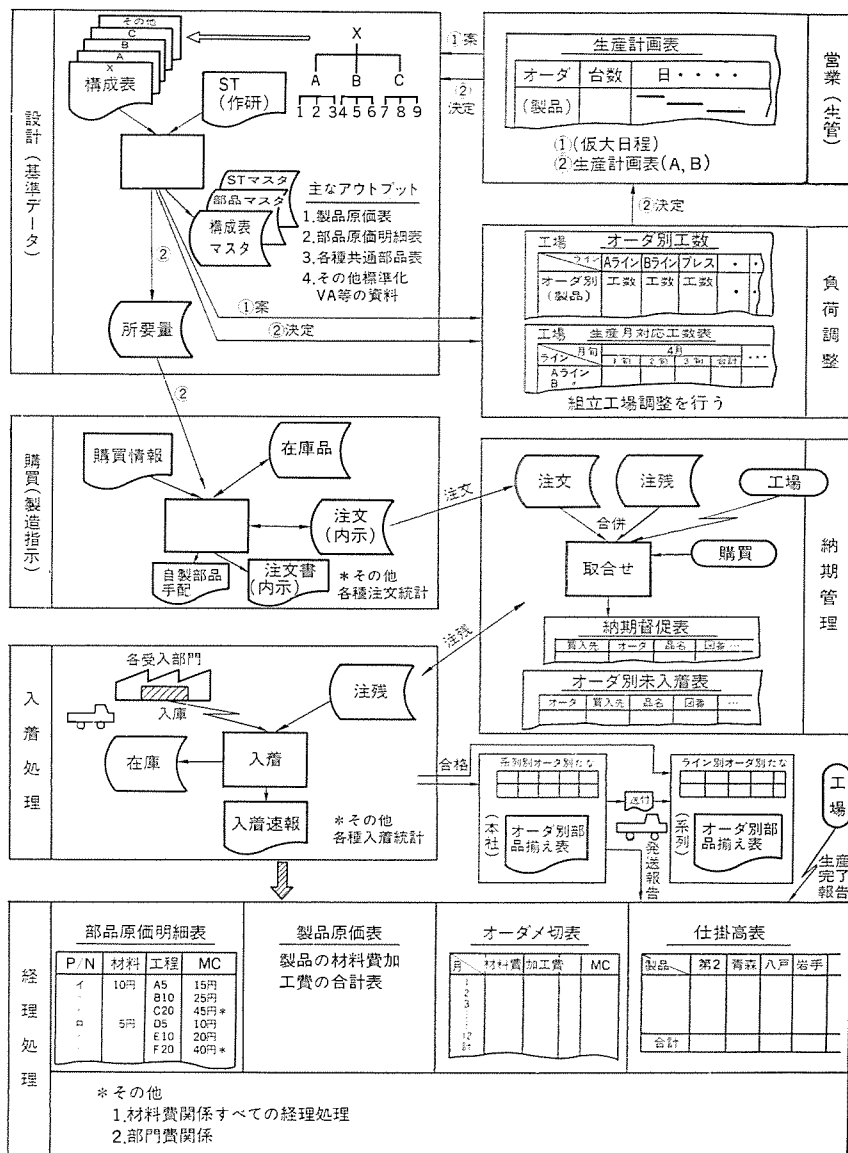 設計(基準データ)
その他
C
B
A
X
構成表
ST
(作研)
X
A B C
1 2 3 4 5 6 7 8 9
STマスタ
部品マスタ
構成表
マスタ
主なアウトプット
1.製品原価表
2.部品原価明細表
3.各種共通部品表
4.その他標準化
VA等の資料
②
①案
②決定
所要量
②
①案
②
決定
営業(生管)
生産計画表
オーダ 台数 日・・・・
(製品)
①(仮大日程)
②生産計画表(A, B)
②決定
負荷調整
工場 オーダ別工数
ライン Aライン Bライン プレス ・ ・
オーダ別 工数 工数 工数
(製品)
工場 生産月対応工数表
月旬 4月 ・・・
ライン 1旬 2旬 3旬 合計
Aライン
B 〃
組立工場調整を行う
購買(製造指示)
購買情報
在庫品
注文
(内示)
自製部品
手配
注文書
(内示)
*その他
各種注文統計
注文
納期管理
注文
注残
工場
合併
取合せ
購買
納期督促表
買入先 オーダ 品名 図番 …
オーダ別未入着表
オーダ 買入先 品名 図番 …
注残
入着処理
各受入部門
入庫
注残
在庫
入着
入着速報
*その他
各種入着統計
合格
系列別オーダ別たな
(本社)
オーダ別部
品揃え表
送付
発送報告
ライン別オーダ別たな
(系列)
オーダ別部
品揃え表
工場
生産
完了
報告
経理処理
部品原価明細表
P/N 材料 工程 MC
イ 10円 A5 15円
・ B10 25円
・ C20 45円*
ロ 5円 D5 10円
・ E10 20円
・ F20 40円*
製品原価表
製品の材料費加
工費の合計表
オーダメ切表
月 材料費 加工費 MC
1
2
3
12
計
仕掛高表
製品 第2 青森 八戸 岩手
合計
*その他
1.材料費関係すべての経理処理
2.部門費関係